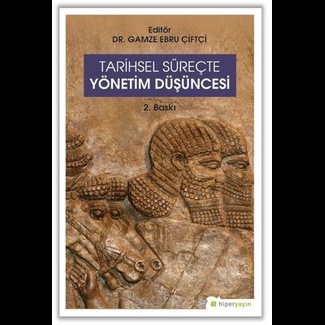 Editör
DR. GAMZE EBRU ÇİFTÇİ
TARİHSEL SÜREÇTE
YÖNETİM DÜŞÜNCESİ
2. Baskı
hiperyayın